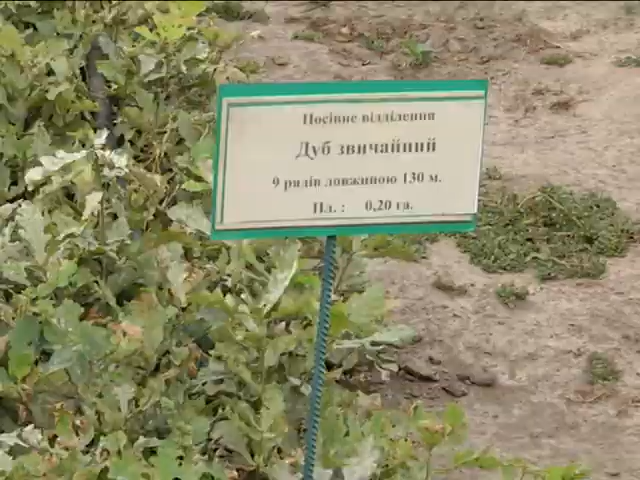 Посівне відділення
Дуб звичайний
9 рядів довжиною 130 м.
Пл. : 0,20 га.